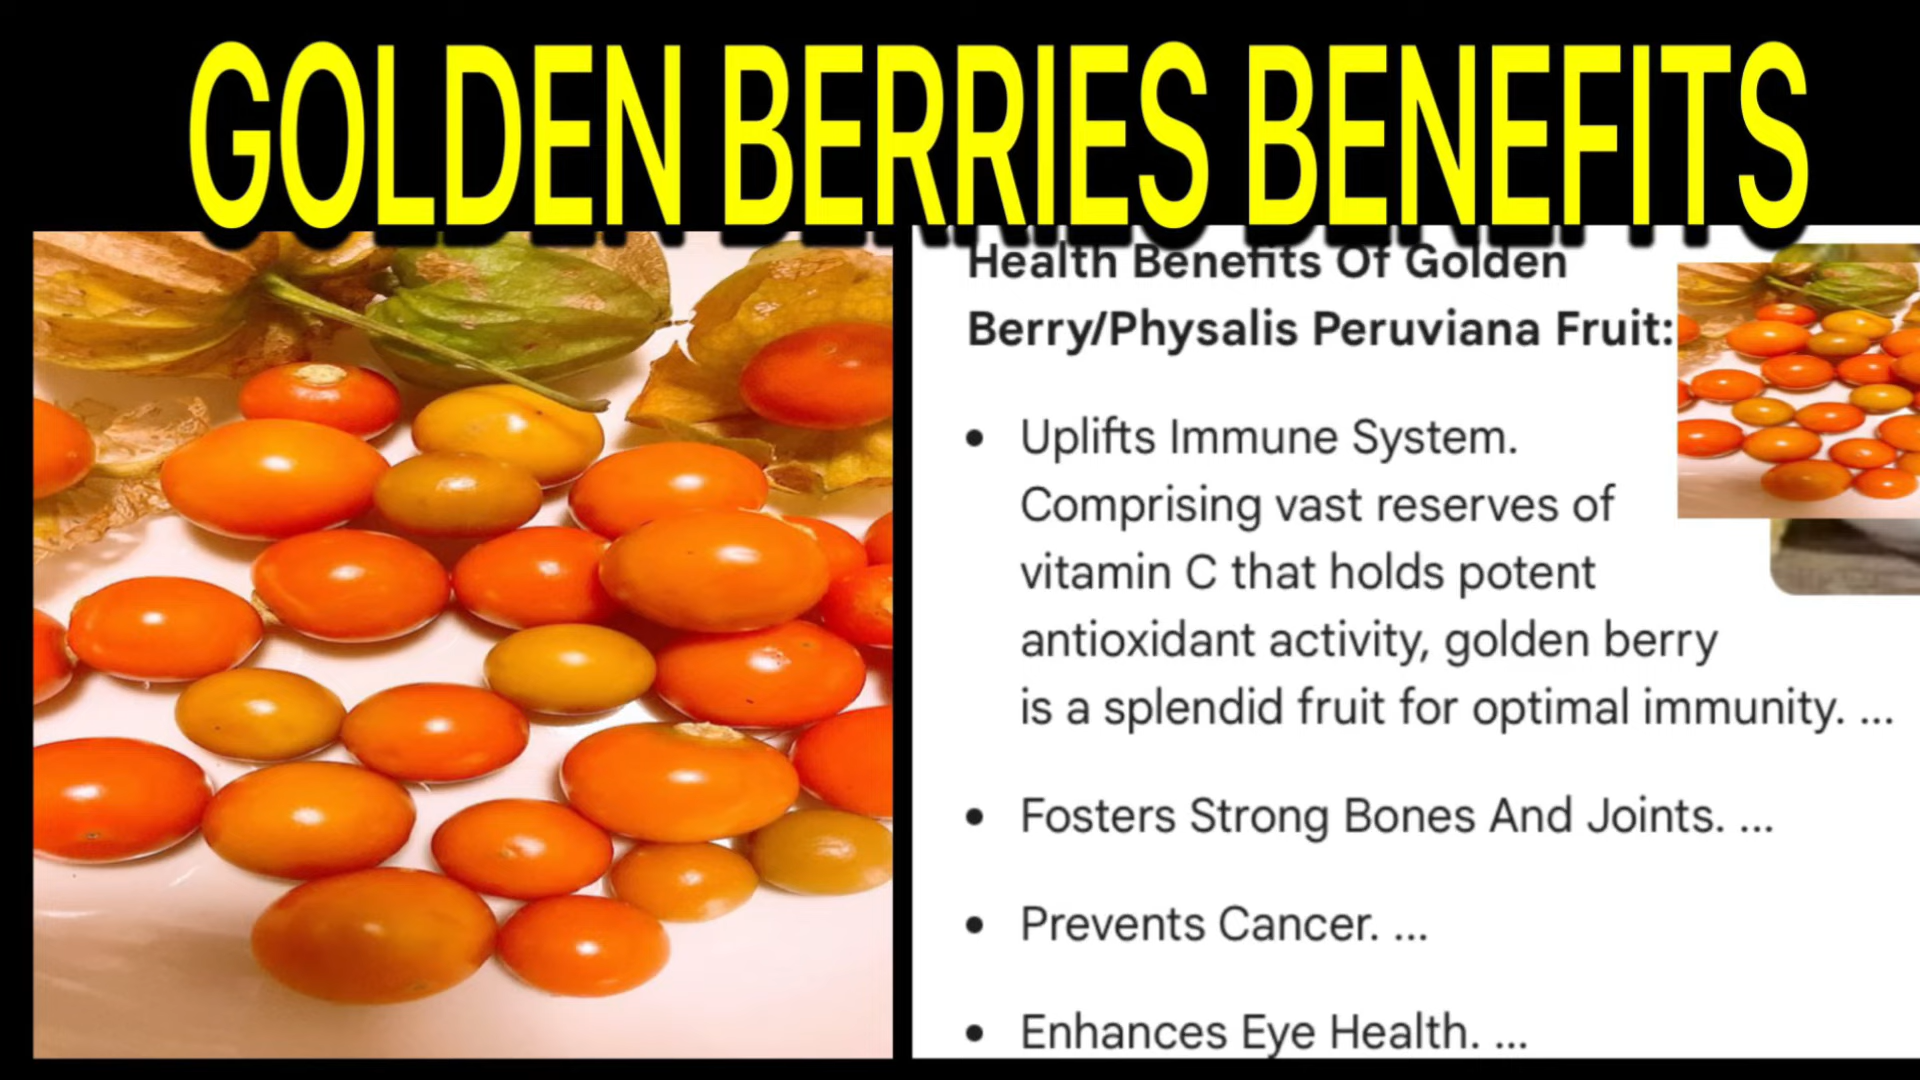 GOLDEN BERRIES BENEFITS
Health Benefits Of Golden
Berry/Physalis Peruviana Fruit:
• Uplifts Immune System.
Comprising vast reserves of
vitamin C that holds potent
antioxidant activity, golden berry
is a splendid fruit for optimal immunity. ...
• Fosters Strong Bones And Joints. ...
• Prevents Cancer. ...
• Enhances Eye Health. ...